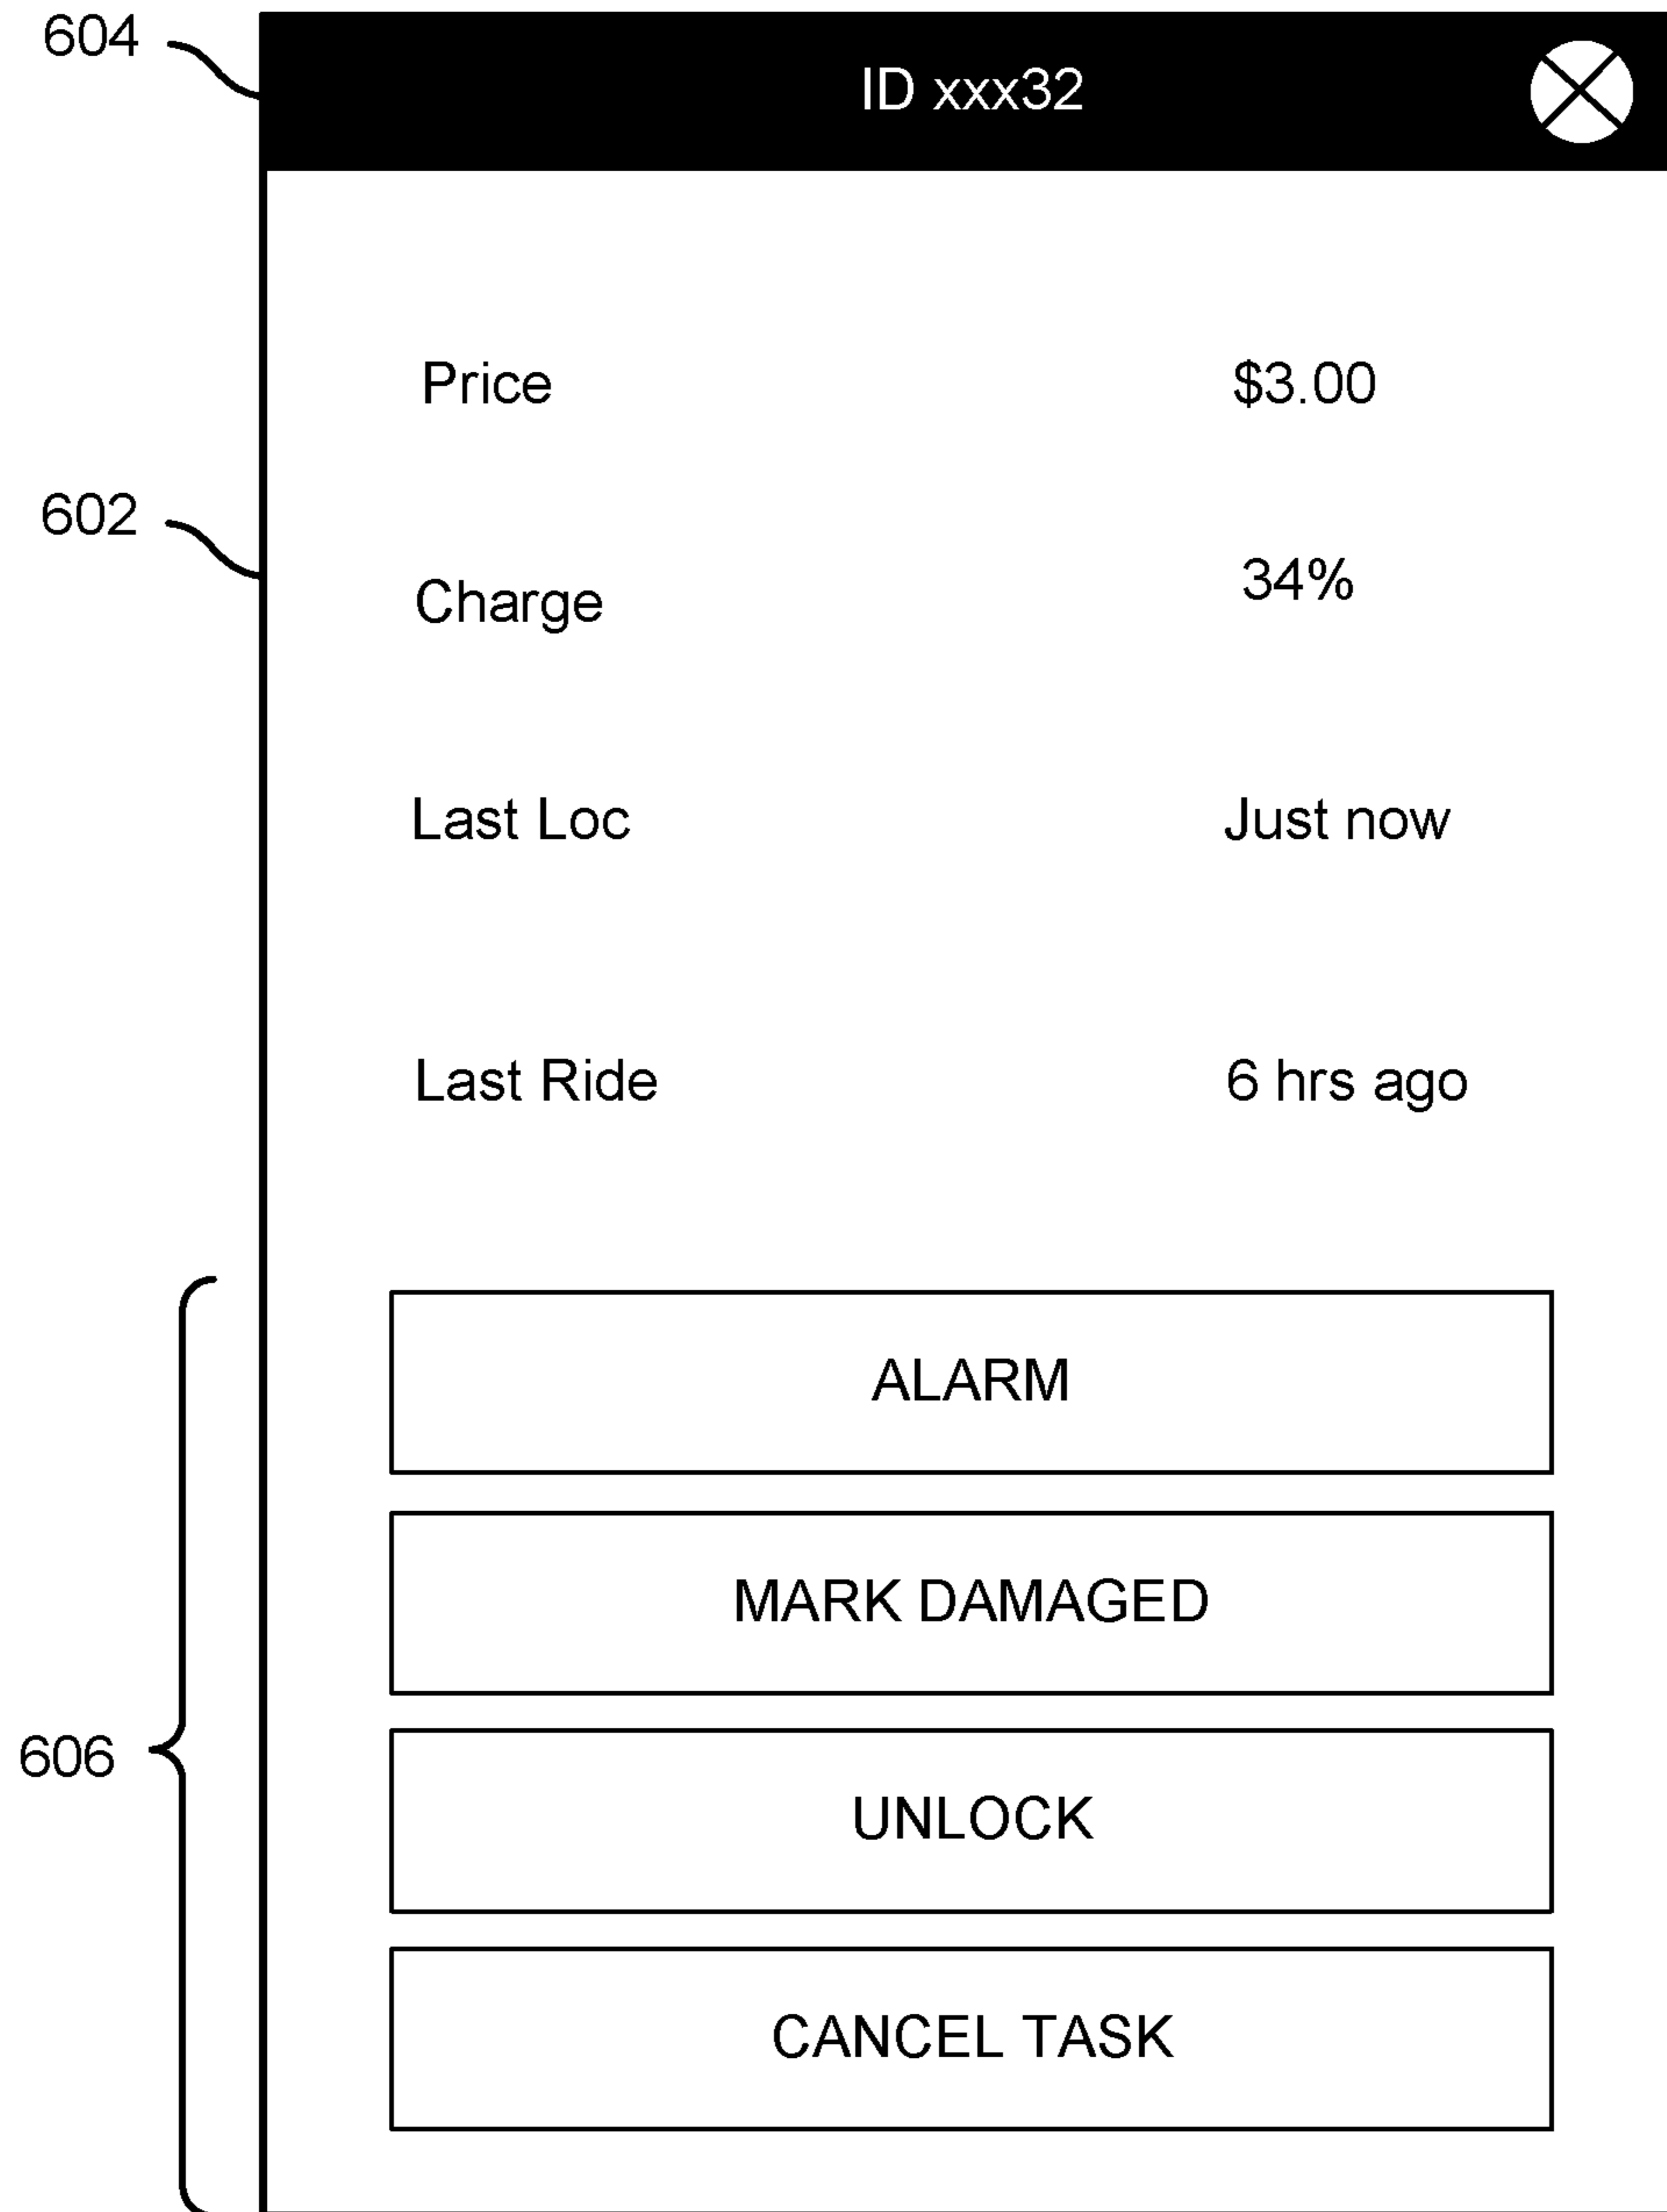 604
ID xxx32
Price $3.00
602
Charge 34%
Last Loc Just now
Last Ride 6 hrs ago
ALARM
MARK DAMAGED
606
UNLOCK
CANCEL TASK